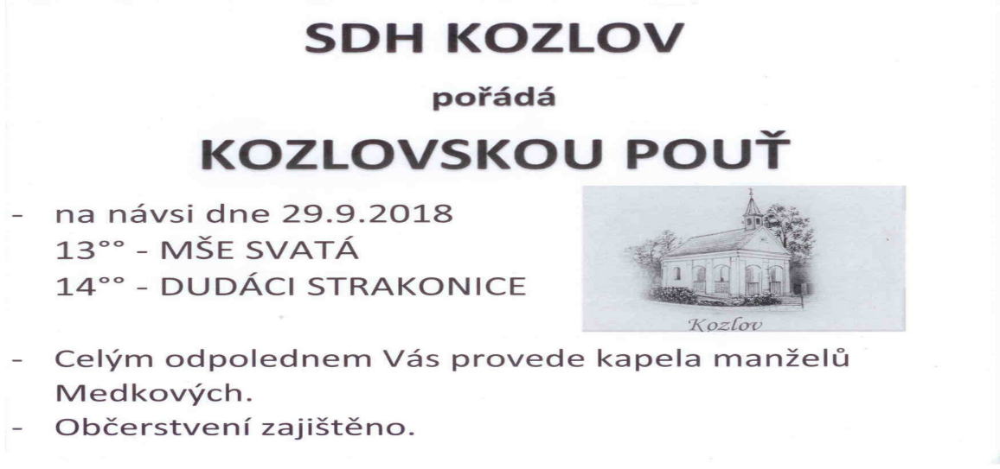 SDH KOZLOV
pořádá
KOZLOVSKOU POUŤ
- na návsi dne 29.9.2018
13°° - MŠE SVATÁ
14°° - DUDÁCI STRAKONICE
Kozlov
- Celým odpolednem Vás provede kapela manželů
Medkových.
- Občerstvení zajištěno.